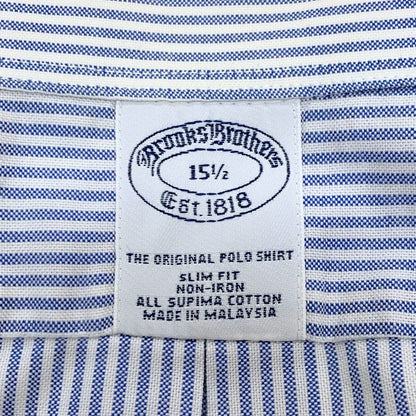 Brooks Brothers
15½
Est. 1818
THE ORIGINAL POLO SHIRT
SLIM FIT
NON-IRON
ALL SUPIMA COTTON
MADE IN MALAYSIA